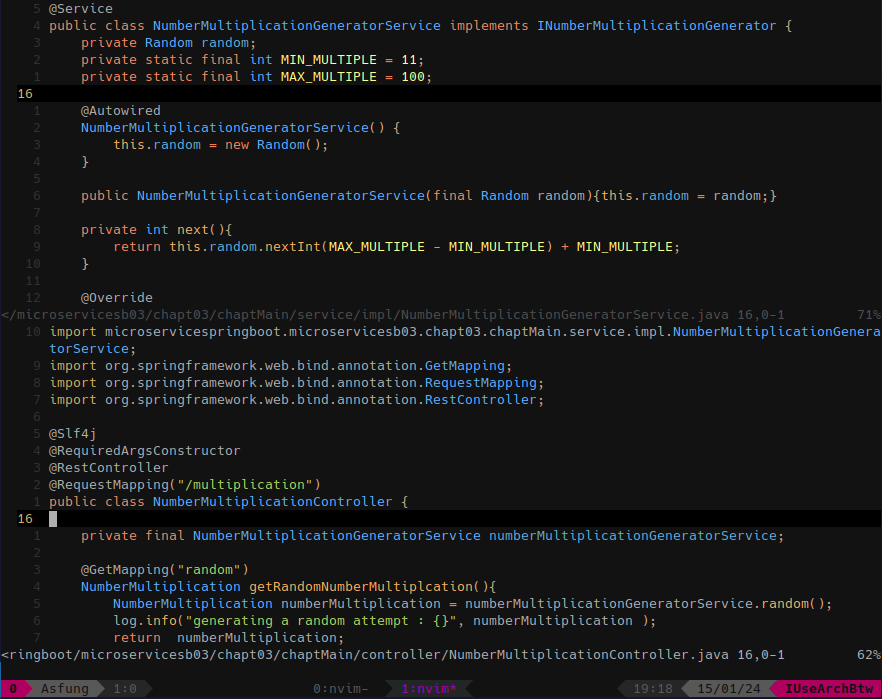 5 @Service
4 public class NumberMultiplicationGeneratorService implements INumberMultiplicationGenerator {
3 private Random random;
2 private static final int MIN_MULTIPLE = 11;
1 private static final int MAX_MULTIPLE = 100;
16
1 @Autowired
2 NumberMultiplicationGeneratorService() {
3 this.random = new Random();
4 }
5
6 public NumberMultiplicationGeneratorService(final Random random){this.random = random;}
7
8 private int next(){
9 return this.random.nextInt(MAX_MULTIPLE - MIN_MULTIPLE) + MIN_MULTIPLE;
10 }
11
12 @Override
</microservicesb03/chapt03/chaptMain/service/impl/NumberMultiplicationGeneratorService.java 16,0-1 71%
10 import microservicespringboot.microservicesb03.chapt03.chaptMain.service.impl.NumberMultiplicationGenera
torService;
9 import org.springframework.web.bind.annotation.GetMapping;
8 import org.springframework.web.bind.annotation.RequestMapping;
7 import org.springframework.web.bind.annotation.RestController;
6
5 @Slf4j
4 @RequiredArgsConstructor
3 @RestController
2 @RequestMapping("/multiplication")
1 public class NumberMultiplicationController {
16
1 private final NumberMultiplicationGeneratorService numberMultiplicationGeneratorService;
2
3 @GetMapping("random")
4 NumberMultiplication getRandomNumberMultiplcation(){
5 NumberMultiplication numberMultiplication = numberMultiplicationGeneratorService.random();
6 log.info("generating a random attempt : {}", numberMultiplication );
7 return  numberMultiplication;
<ringboot/microservicesb03/chapt03/chaptMain/controller/NumberMultiplicationController.java 16,0-1 62%
0 Asfung 1:0 0:nvim- 1:nvim* 19:18 15/01/24 IUseArchBtw